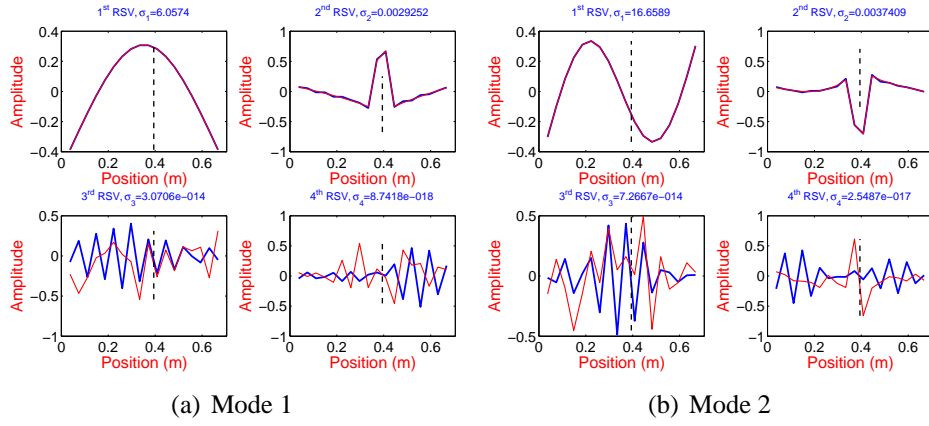 1st RSV, σ1=6.0574
2nd RSV, σ2=0.0029252
1st RSV, σ1=16.6589
2nd RSV, σ2=0.0037409
Amplitude
0.4
0.2
0
−0.2
−0.4
0 0.2 0.4 0.6
Position (m)
1
0.5
0
−0.5
−1
0 0.2 0.4 0.6
Position (m)
Amplitude
0.4
0.2
0
−0.2
−0.4
0 0.2 0.4 0.6
Position (m)
1
0.5
0
−0.5
−1
0 0.2 0.4 0.6
Position (m)
3rd RSV, σ3=3.0706e−014
4th RSV, σ4=8.7418e−018
3rd RSV, σ3=7.2667e−014
4th RSV, σ4=2.5487e−017
Amplitude
0.5
0
−0.5
−1
0 0.2 0.4 0.6
Position (m)
1
0.5
0
−0.5
−1
0 0.2 0.4 0.6
Position (m)
Amplitude
0.5
0
−0.5
0 0.2 0.4 0.6
Position (m)
1
0.5
0
−0.5
−1
0 0.2 0.4 0.6
Position (m)
(a) Mode 1
(b) Mode 2